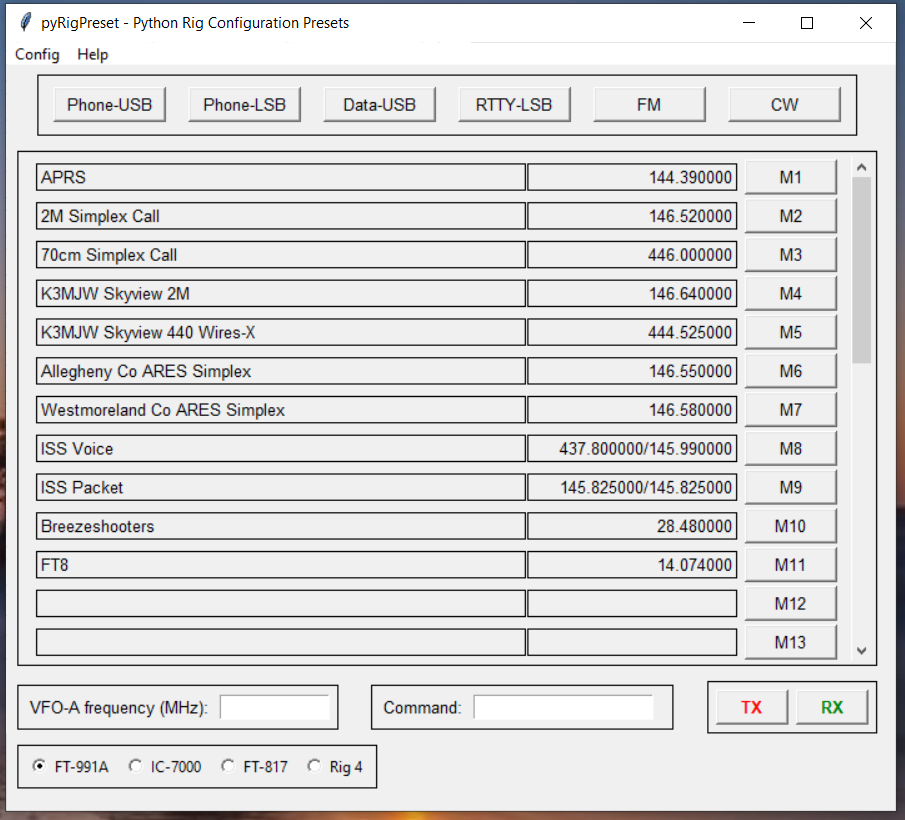 pyRigPreset - Python Rig Configuration Presets
Config Help
Phone-USB Phone-LSB Data-USB RTTY-LSB FM CW
APRS 144.390000 M1
2M Simplex Call 146.520000 M2
70cm Simplex Call 446.000000 M3
K3MJW Skyview 2M 146.640000 M4
K3MJW Skyview 440 Wires-X 444.525000 M5
Allegheny Co ARES Simplex 146.550000 M6
Westmoreland Co ARES Simplex 146.580000 M7
ISS Voice 437.800000/145.990000 M8
ISS Packet 145.825000/145.825000 M9
Breezeshooters 28.480000 M10
FT8 14.074000 M11
M12
M13
VFO-A frequency (MHz): Command: TX RX
FT-991A IC-7000 FT-817 Rig 4